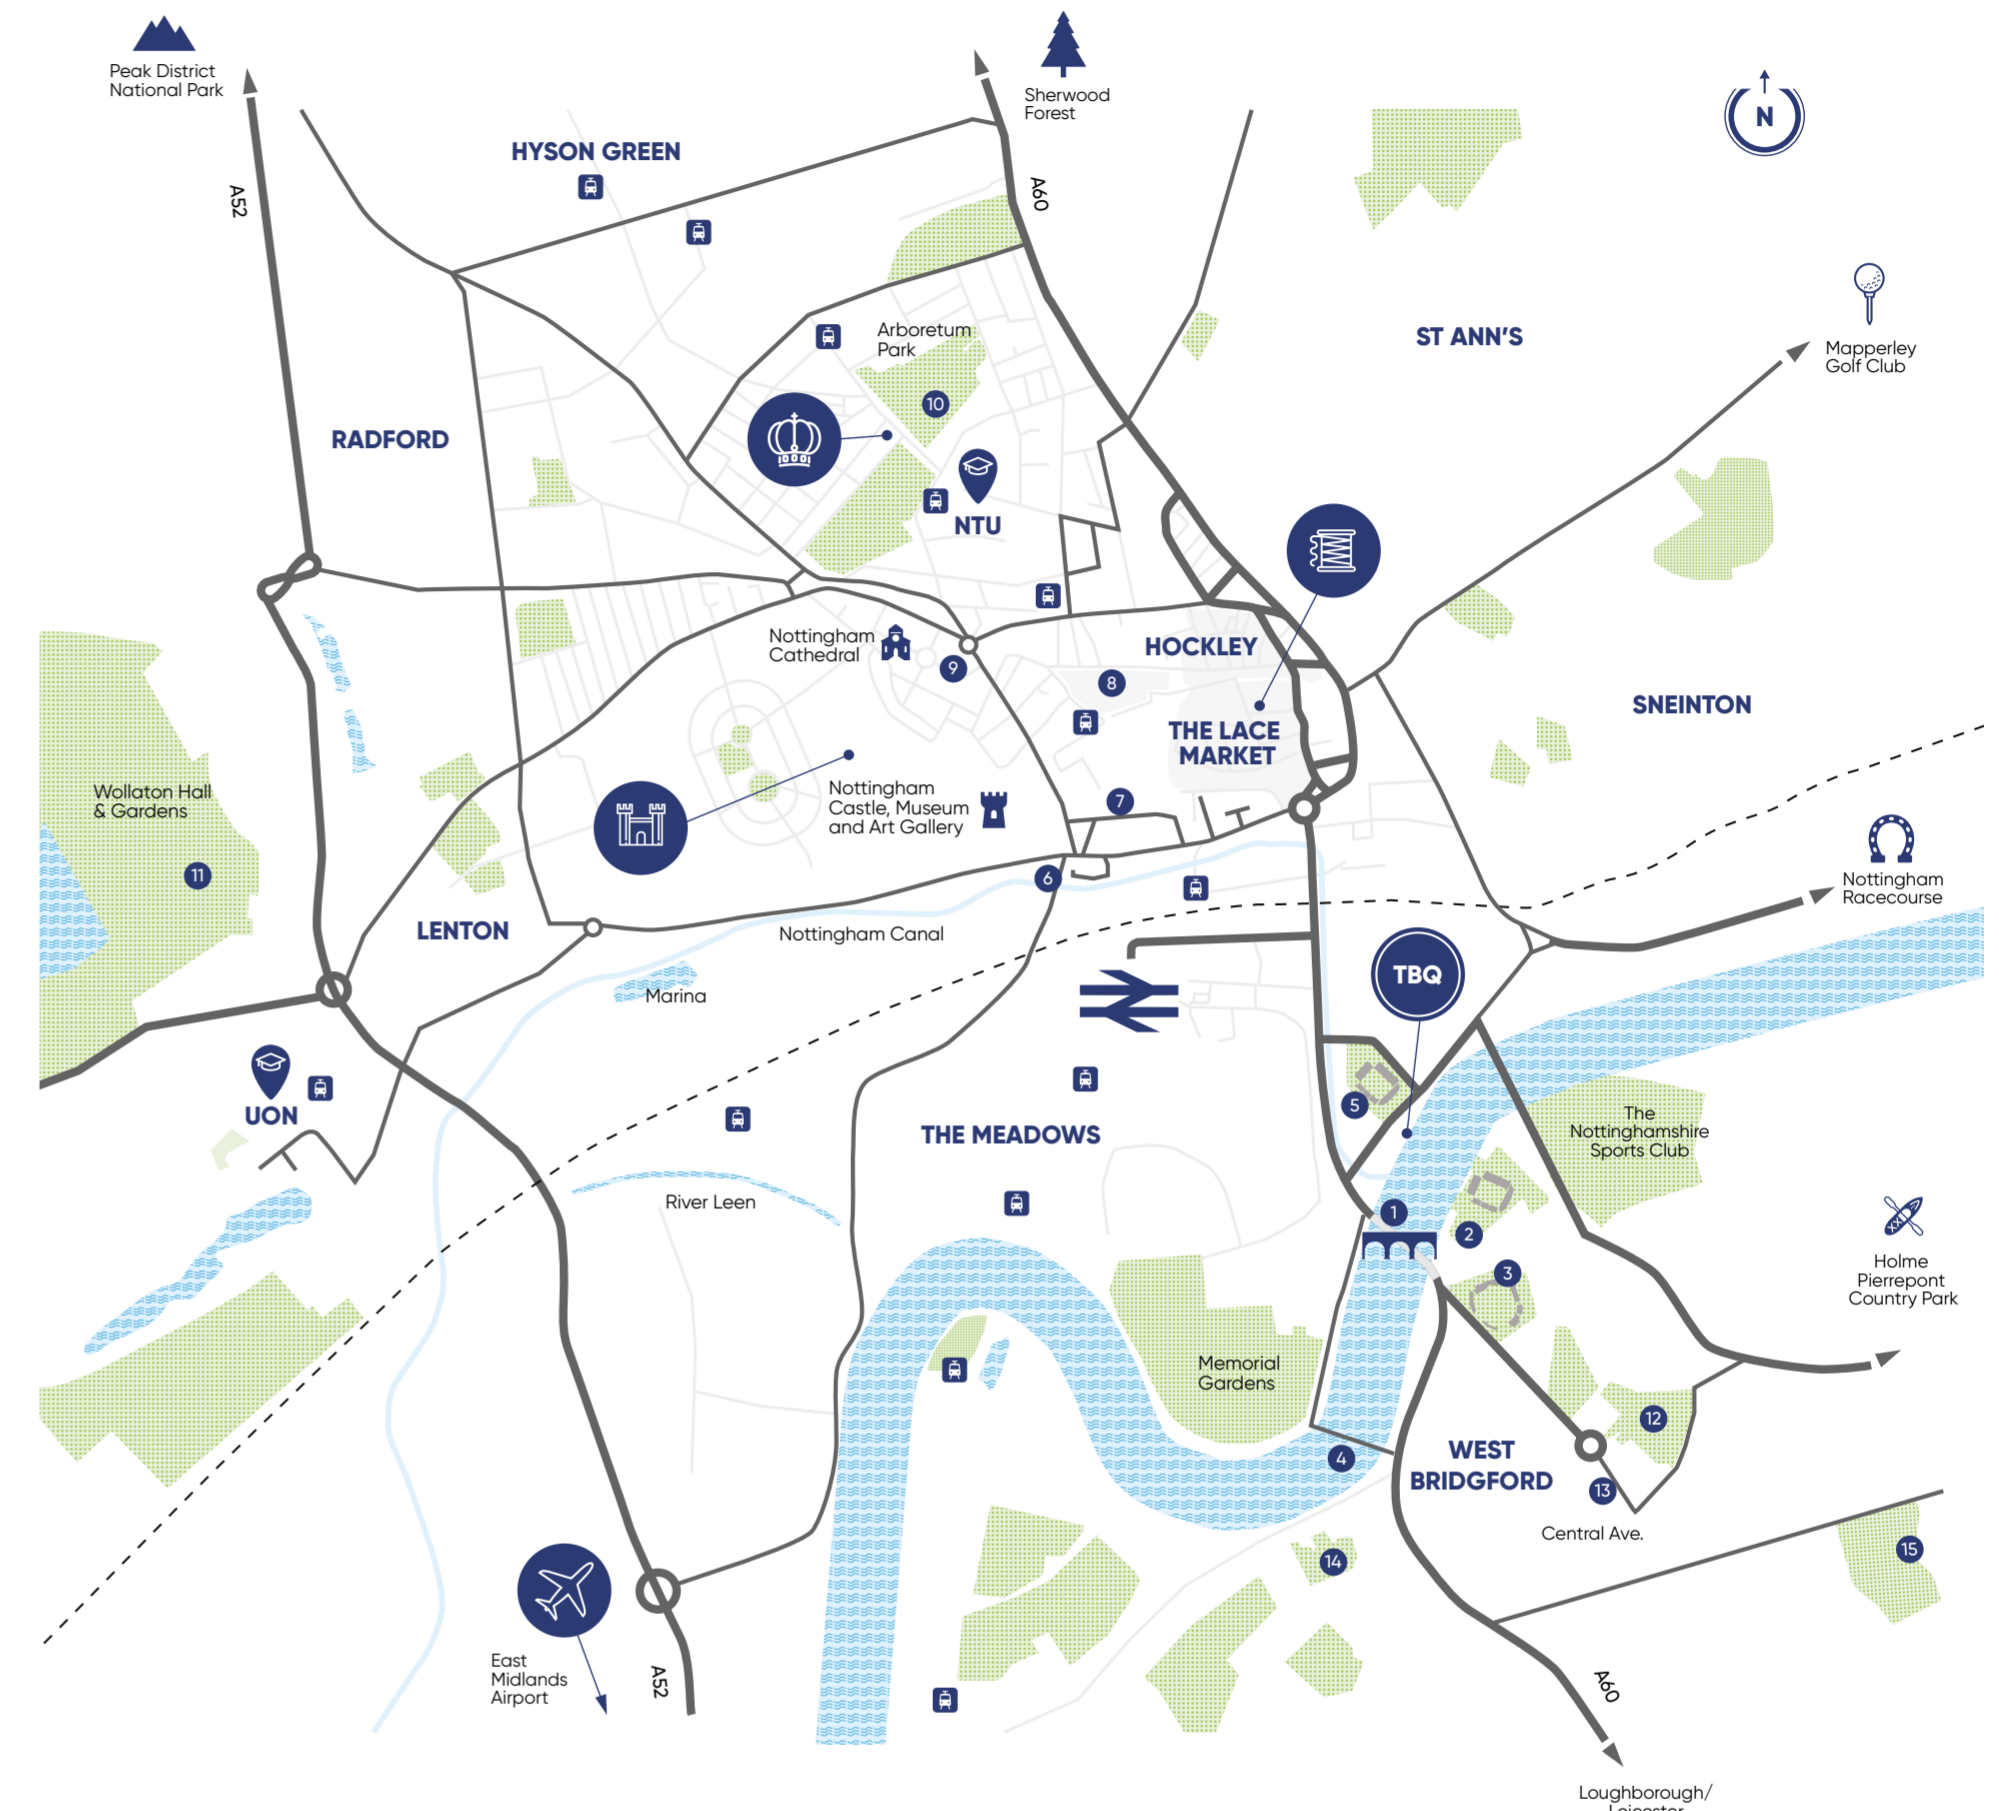 Peak District
National Park
Sherwood
Forest
N
HYSON GREEN
A52
A60
ST ANN'S
Mapperley
Golf Club
Arboretum
Park
10
RADFORD
NTU
Nottingham
Cathedral
9
HOCKLEY
8
THE LACE
MARKET
SNEINTON
Wollaton Hall
& Gardens
11
Nottingham
Castle, Museum
and Art Gallery
7
6
Nottingham
Racecourse
LENTON
Nottingham Canal
Marina
TBQ
UON
5
THE MEADOWS
The
Nottinghamshire
Sports Club
River Leen
1
2
3
Holme
Pierrepont
Country Park
Memorial
Gardens
4
WEST
BRIDGFORD
12
13
Central Ave.
14
15
East
Midlands
Airport
A52
A60
Loughborough/